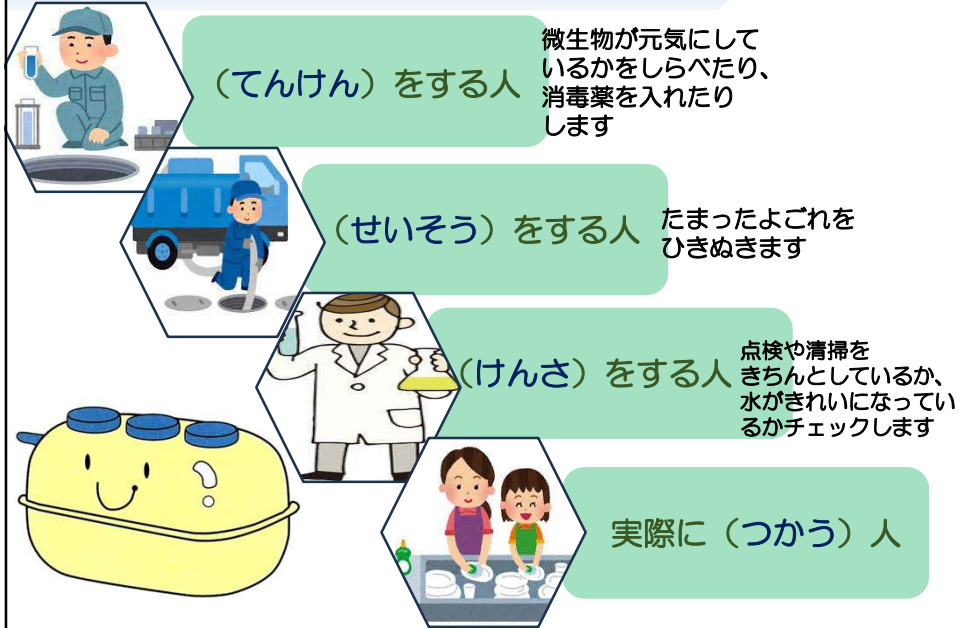 （てんけん）をする人
微生物が元気にして
いるかをしらべたり、
消毒薬を入れたり
します
（せいそう）をする人
たまったよごれを
ひきぬきます
（けんさ）をする人
点検や清掃を
きちんとしているか、
水がきれいになってい
るかチェックします
実際に（つかう）人